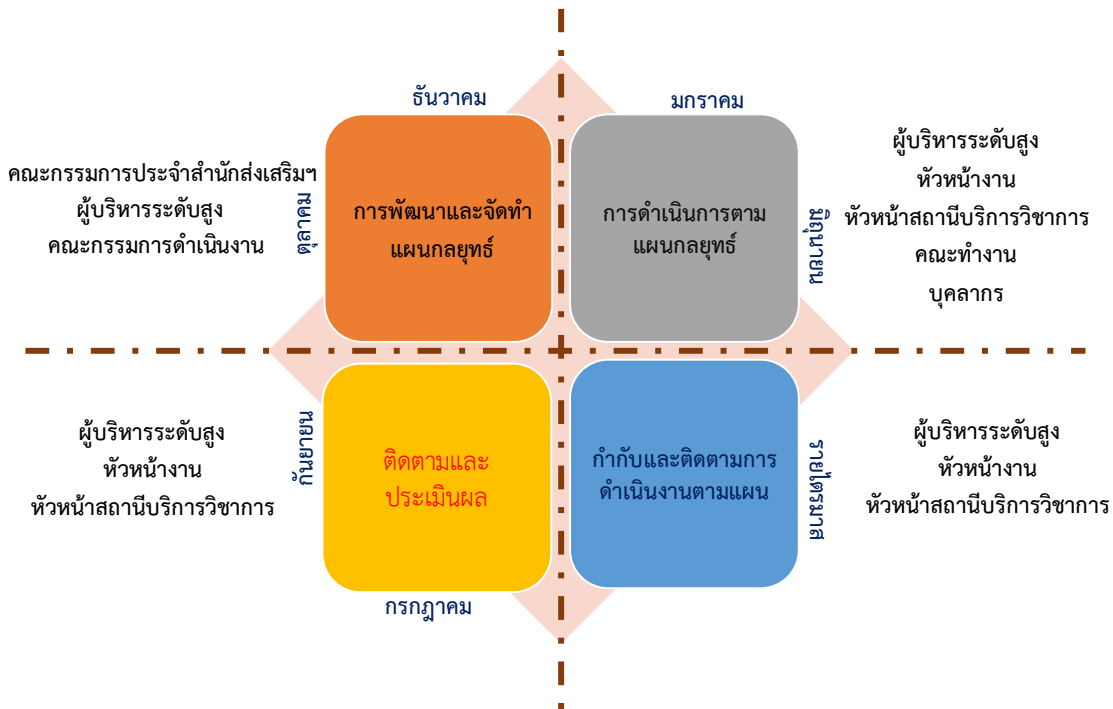 ธันวาคม
มกราคม
คณะกรรมการประจำสำนักส่งเสริมฯ
ผู้บริหารระดับสูง
คณะกรรมการดำเนินงาน
ตุลาคม
การพัฒนาและจัดทำ
แผนกลยุทธ์
การดำเนินการตาม
แผนกลยุทธ์
มิถุนายน
ผู้บริหารระดับสูง
หัวหน้างาน
หัวหน้าสถานีบริการวิชาการ
คณะทำงาน
บุคลากร
ผู้บริหารระดับสูง
หัวหน้างาน
หัวหน้าสถานีบริการวิชาการ
กันยายน
ติดตามและ
ประเมินผล
กำกับและติดตามการ
ดำเนินงานตามแผน
รายไตรมาส
ผู้บริหารระดับสูง
หัวหน้างาน
หัวหน้าสถานีบริการวิชาการ
กรกฎาคม